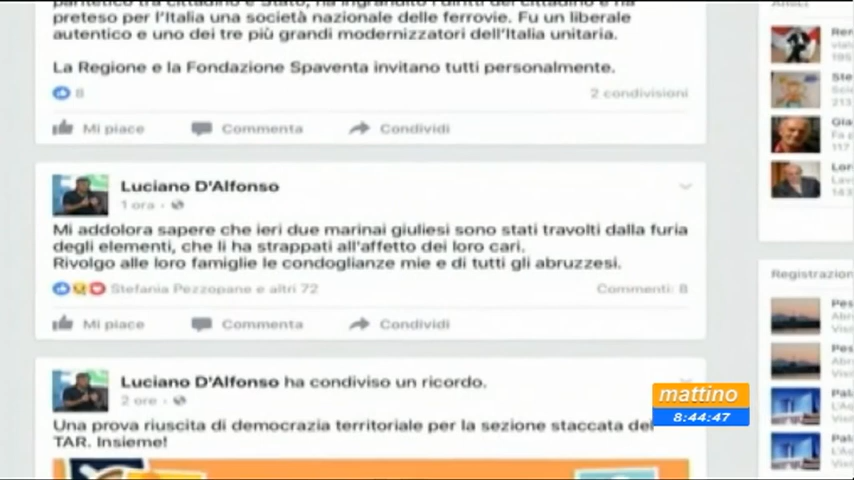 preteso per l'Italia una società nazionale delle ferrovie. Fu un liberale
autentico e uno dei tre più grandi modernizzatori dell'Italia unitaria.
La Regione e la Fondazione Spaventa invitano tutti personalmente.
8
2 condivisioni
Mi piace
Commenta
Condividi
Luciano D'Alfonso
1 ora
Mi addolora sapere che ieri due marinai giuliesi sono stati travolti dalla furia
degli elementi, che li ha strappati all'affetto dei loro cari.
Rivolgo alle loro famiglie le condoglianze mie e di tutti gli abruzzesi.
Stefania Pezzopane e altri 72
Commenti: 8
Mi piace
Commenta
Condividi
Luciano D'Alfonso ha condiviso un ricordo.
2 ore
Una prova riuscita di democrazia territoriale per la sezione staccata del
TAR. Insieme!
mattino
8:44:47